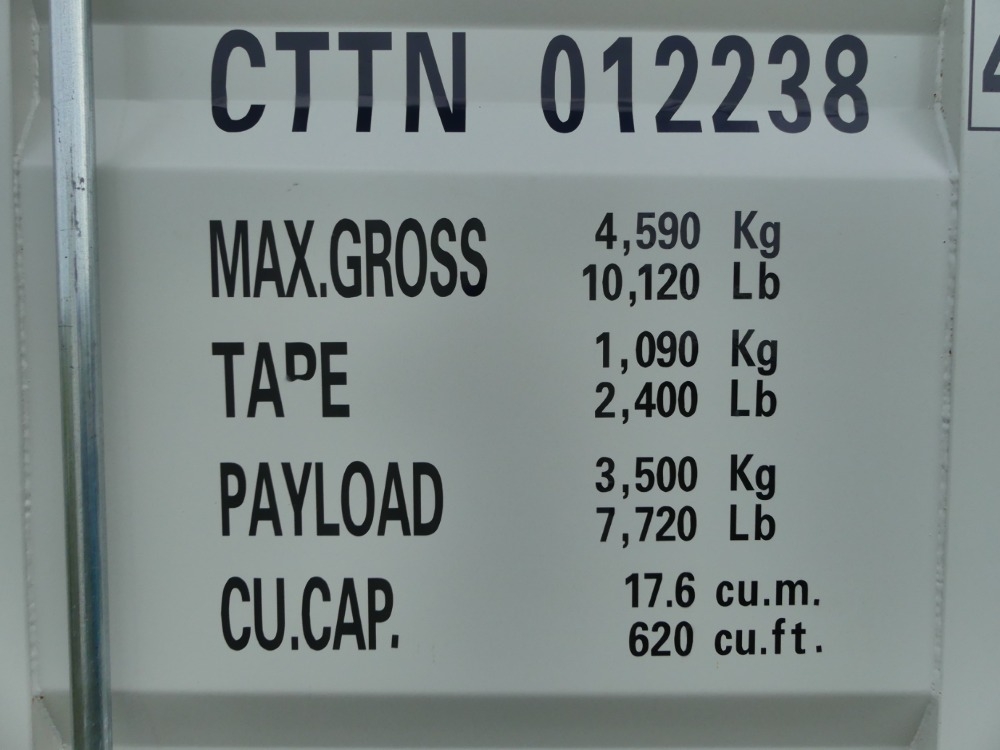 CTTN 012238
MAX.GROSS 4,590 Kg
10,120 Lb
TAPE 1,090 Kg
2,400 Lb
PAYLOAD 3,500 Kg
7,720 Lb
CU.CAP. 17.6 cu.m.
620 cu.ft.